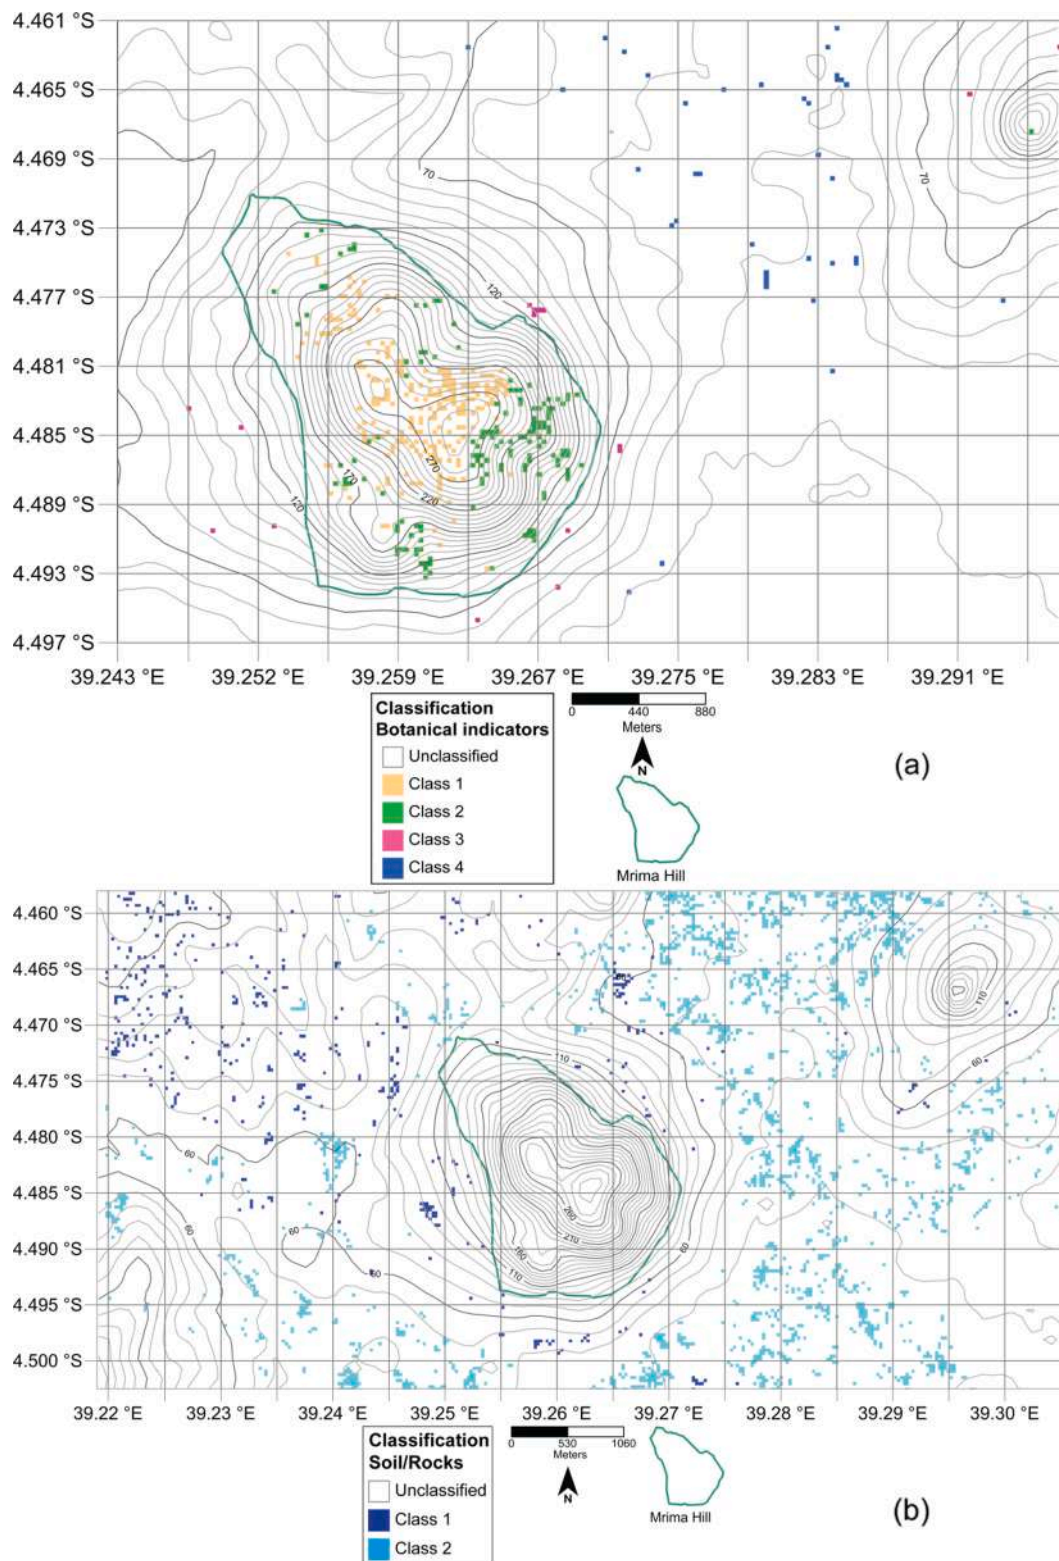 4.461 °S
4.465 °S
4.469 °S
4.473 °S
4.477 °S
4.481 °S
4.485 °S
4.489 °S
4.493 °S
4.497 °S
70
70
120
170
270
220
120
39.243 °E 39.252 °E 39.259 °E 39.267 °E 39.275 °E 39.283 °E 39.291 °E
Classification
Botanical indicators
Unclassified
Class 1
Class 2
Class 3
Class 4
0 440 880
Meters
N
Mrima Hill
(a)
4.460 °S
4.465 °S
4.470 °S
4.475 °S
4.480 °S
4.485 °S
4.490 °S
4.495 °S
4.500 °S
110
110
60
60
60
60
60
60
260
210
160
110
39.22 °E 39.23 °E 39.24 °E 39.25 °E 39.26 °E 39.27 °E 39.28 °E 39.29 °E 39.30 °E
Classification
Soil/Rocks
Unclassified
Class 1
Class 2
0 530 1060
Meters
N
Mrima Hill
(b)